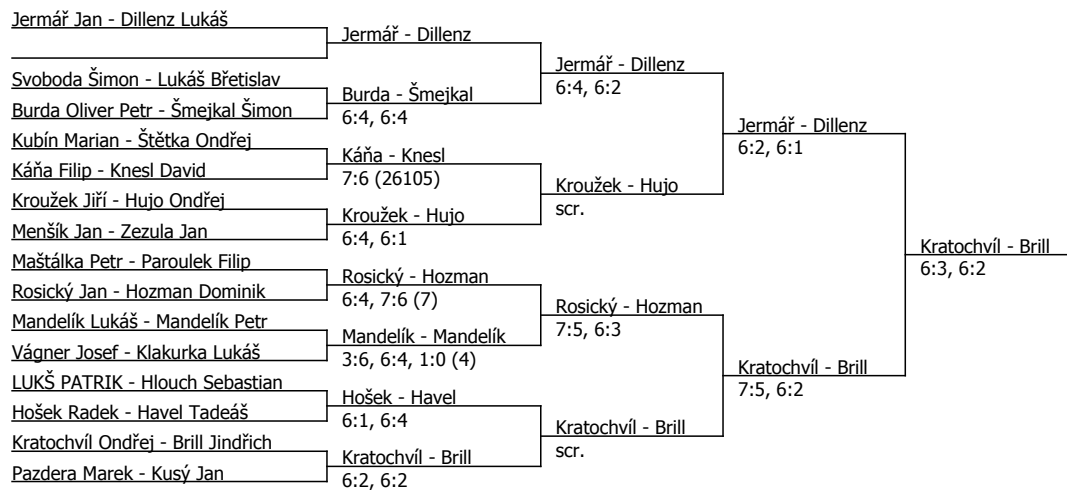 Jermář Jan - Dillenz Lukáš
Svoboda Šimon - Lukáš Břetislav
Burda Oliver Petr - Šmejkal Šimon
Kubín Marian - Štětka Ondřej
Káňa Filip - Knesl David
Kroužek Jiří - Hujo Ondřej
Menšík Jan - Zezula Jan
Maštálka Petr - Paroulek Filip
Rosický Jan - Hozman Dominik
Mandelík Lukáš - Mandelík Petr
Vágner Josef - Klakurka Lukáš
LUKŠ PATRIK - Hlouch Sebastian
Hošek Radek - Havel Tadeáš
Kratochvíl Ondřej - Brill Jindřich
Pazdera Marek - Kusý Jan
Jermář - Dillenz
Burda - Šmejkal
6:4, 6:4
Káňa - Knesl
7:6 (26105)
Kroužek - Hujo
6:4, 6:1
Rosický - Hozman
6:4, 7:6 (7)
Mandelík - Mandelík
3:6, 6:4, 1:0 (4)
Hošek - Havel
6:1, 6:4
Kratochvíl - Brill
6:2, 6:2
Jermář - Dillenz
6:4, 6:2
Kroužek - Hujo
scr.
Rosický - Hozman
7:5, 6:3
Kratochvíl - Brill
scr.
Jermář - Dillenz
6:2, 6:1
Kratochvíl - Brill
7:5, 6:2
Kratochvíl - Brill
6:3, 6:2